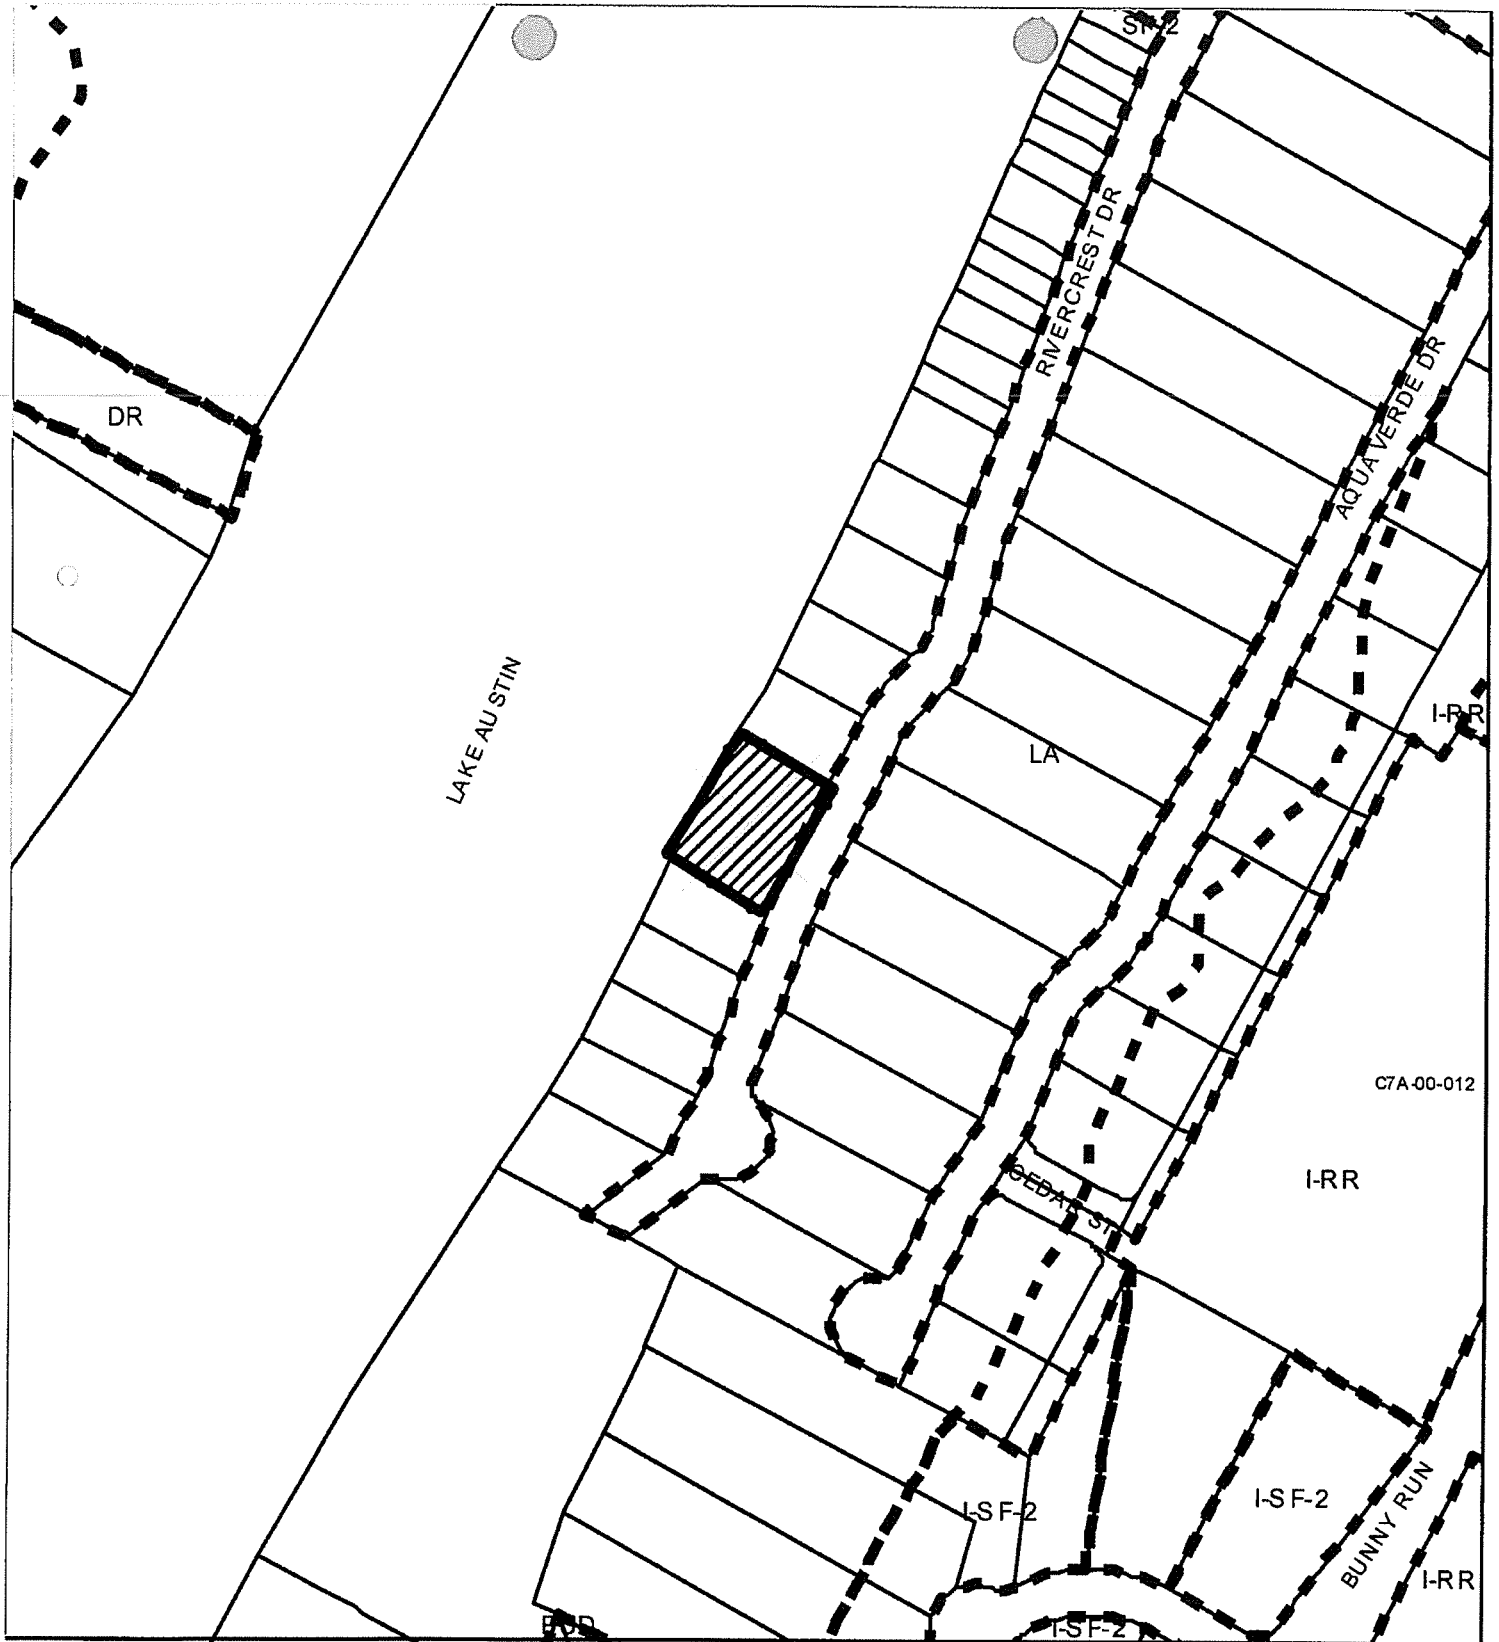 SF-2
RIVERCREST DR
AQUA VERDE DR
DR
LAKE AUSTIN
I-RR
LA
C7A-00-012
I-RR
CEDAR ST
I-SF-2
I-SF-2
BUNNY RUN
I-RR
I-SF-2